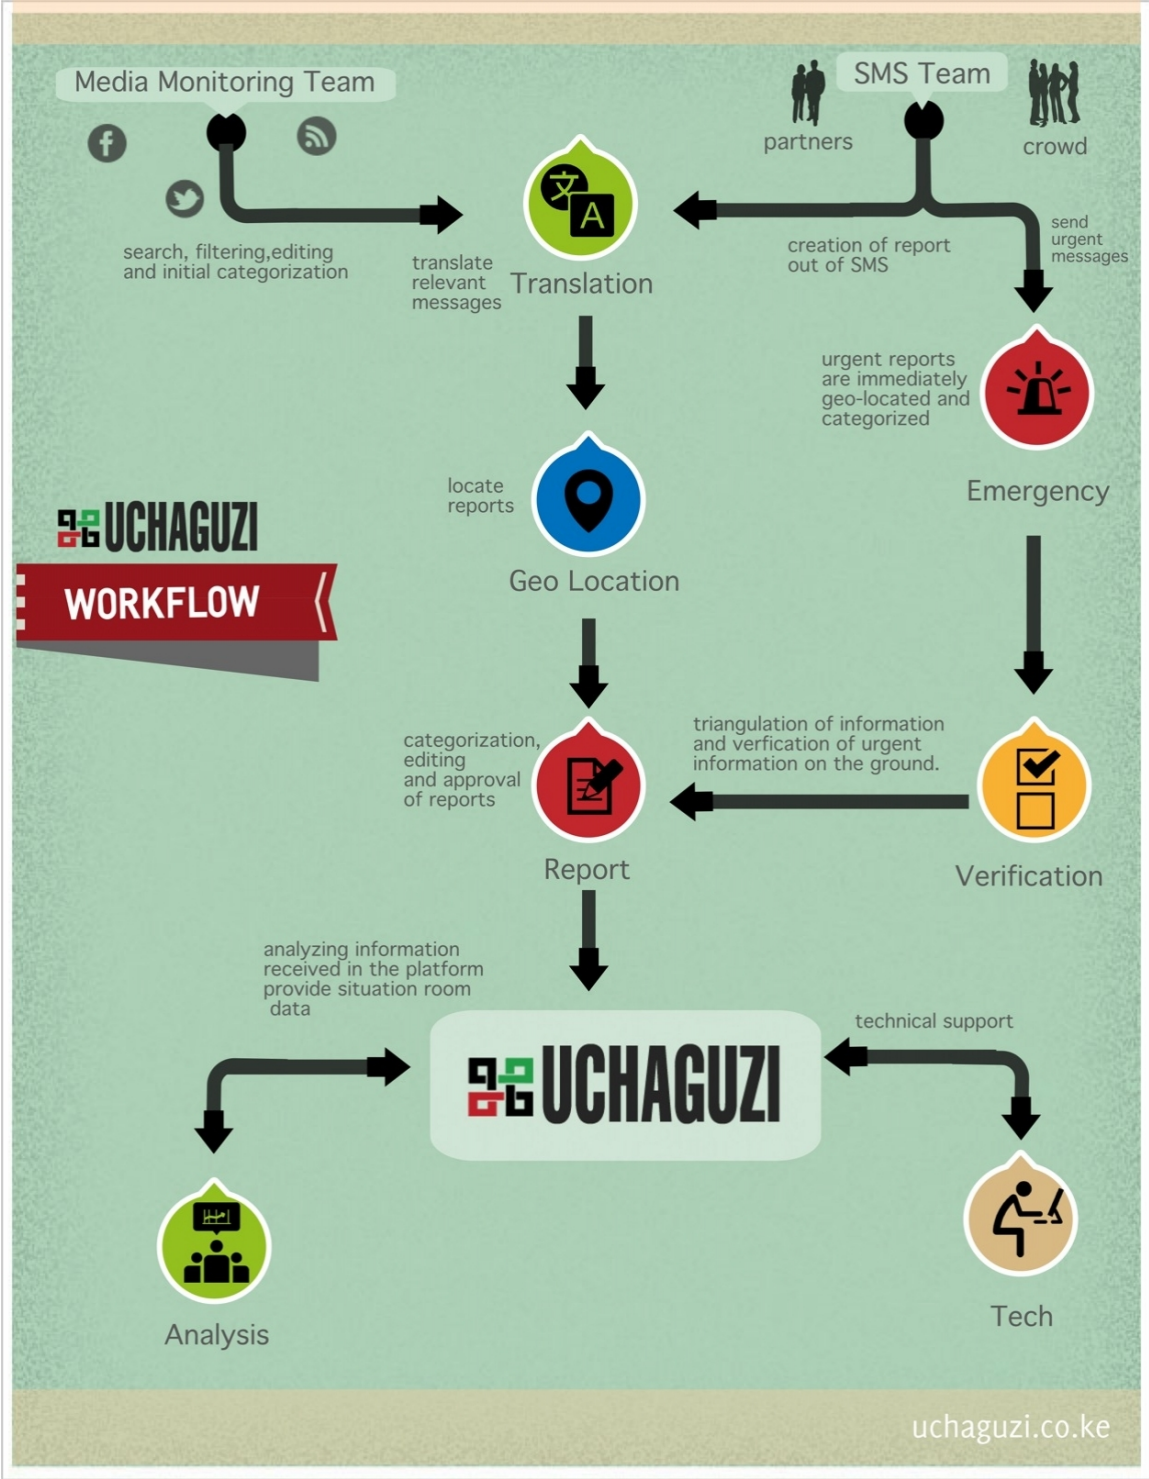 Media Monitoring Team
SMS Team
partners
crowd
search, filtering,editing
and initial categorization
translate
relevant
messages
文
A
Translation
creation of report
out of SMS
send
urgent
messages
urgent reports
are immediately
geo-located and
categorized
Emergency
locate
reports
Geo Location
UCHAGUZI
WORKFLOW
categorization,
editing
and approval
of reports
Report
triangulation of information
and verfication of urgent
information on the ground.
Verification
analyzing information
received in the platform
provide situation room
data
UCHAGUZI
technical support
Analysis
Tech
uchaguzi.co.ke